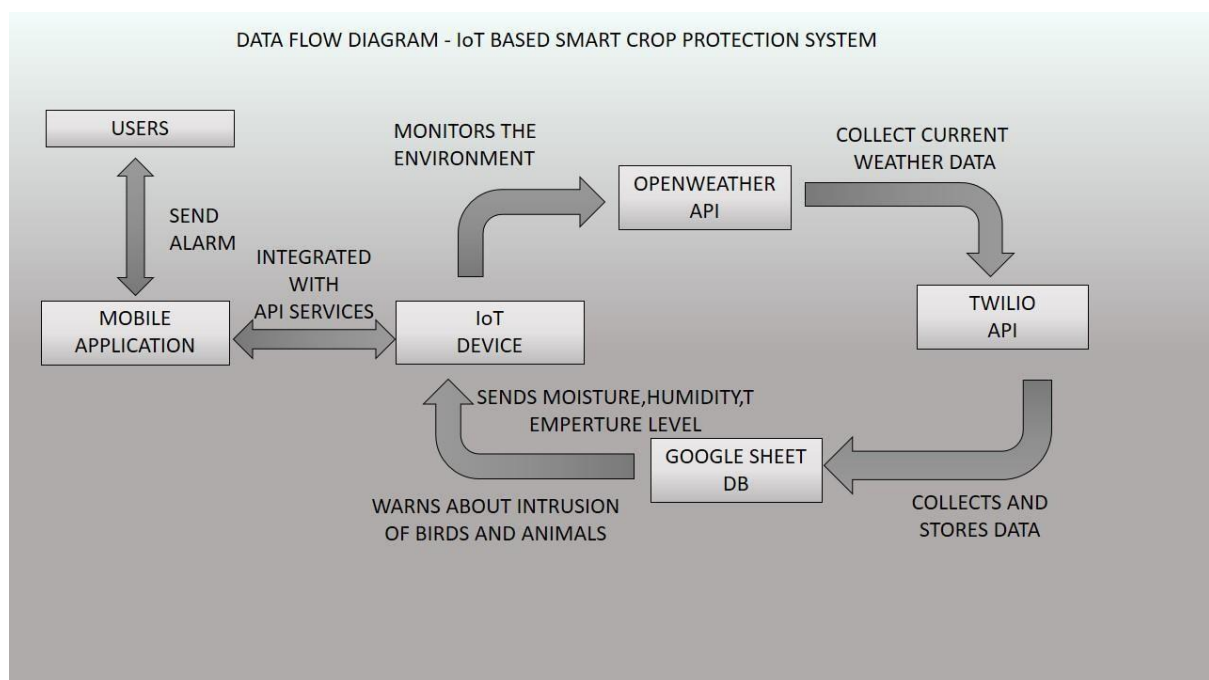 DATA FLOW DIAGRAM - IoT BASED SMART CROP PROTECTION SYSTEM
USERS
SEND
ALARM
MOBILE
APPLICATION
INTEGRATED
WITH
API SERVICES
IoT
DEVICE
MONITORS THE
ENVIRONMENT
OPENWEATHER
API
COLLECT CURRENT
WEATHER DATA
TWILIO
API
COLLECTS AND
STORES DATA
GOOGLE SHEET
DB
SENDS MOISTURE,HUMIDITY,T
EMPERTURE LEVEL
WARNS ABOUT INTRUSION
OF BIRDS AND ANIMALS